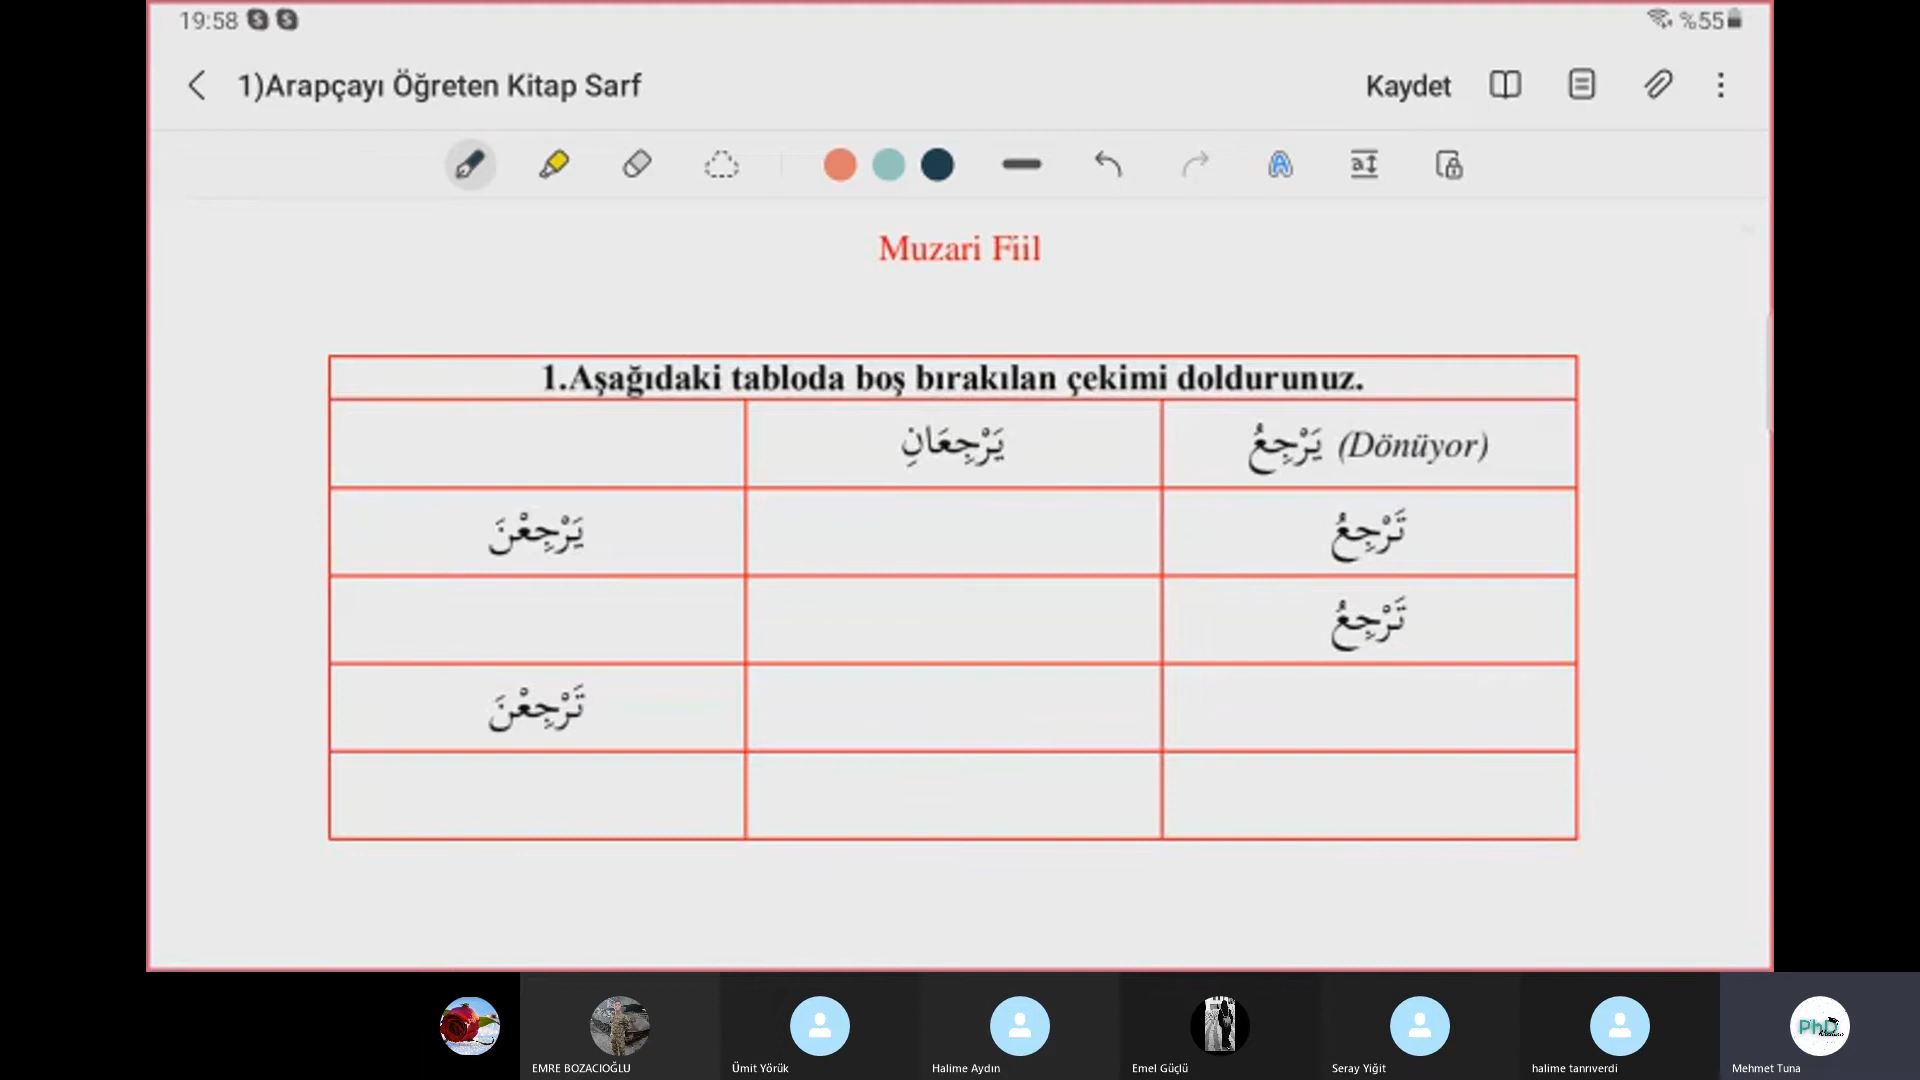 19:58
%55
1)Arapçayı Öğreten Kitap Sarf
Kaydet
Muzari Fiil
1.Aşağıdaki tabloda boş bırakılan çekimi doldurunuz.
يَرْجِعُ (Dönüyor)
يَرْجِعَانِ
تَرْجِعُ
يَرْجِعْنَ
تَرْجِعُ
تَرْجِعْنَ
EMRE BOZACIOĞLU
Ümit Yörük
Halime Aydın
Emel Güçlü
Seray Yiğit
halime tanrıverdi
PhD
Mehmet Tuna